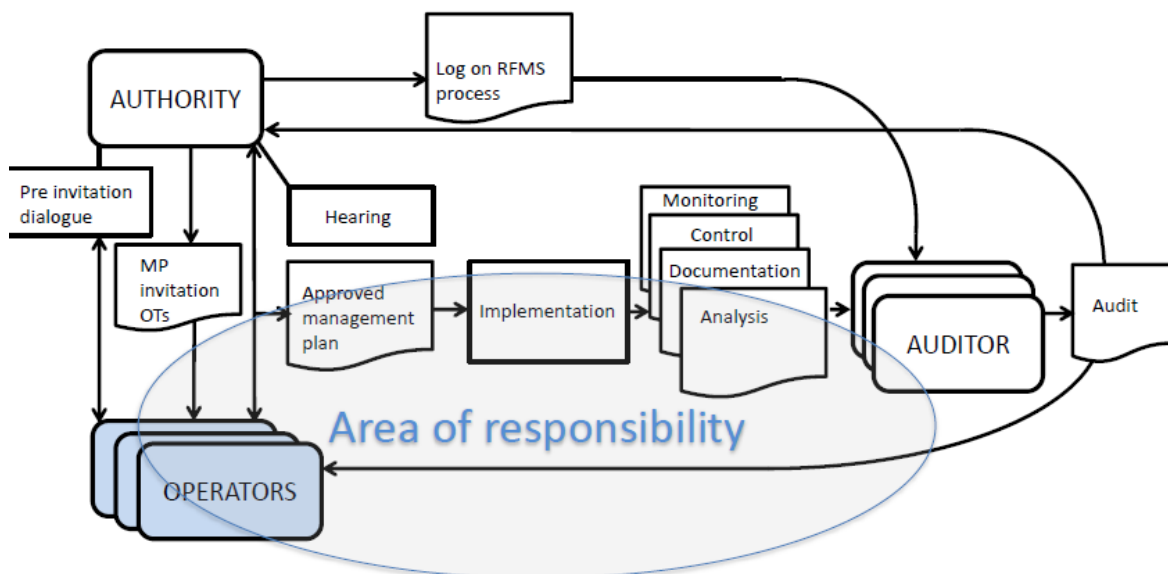 Log on RFMS
process
AUTHORITY
Pre invitation
dialogue
Hearing
Monitoring
Control
Documentation
Analysis
MP
invitation
OTs
Approved
management
plan
Implementation
AUDITOR
Audit
Area of responsibility
OPERATORS